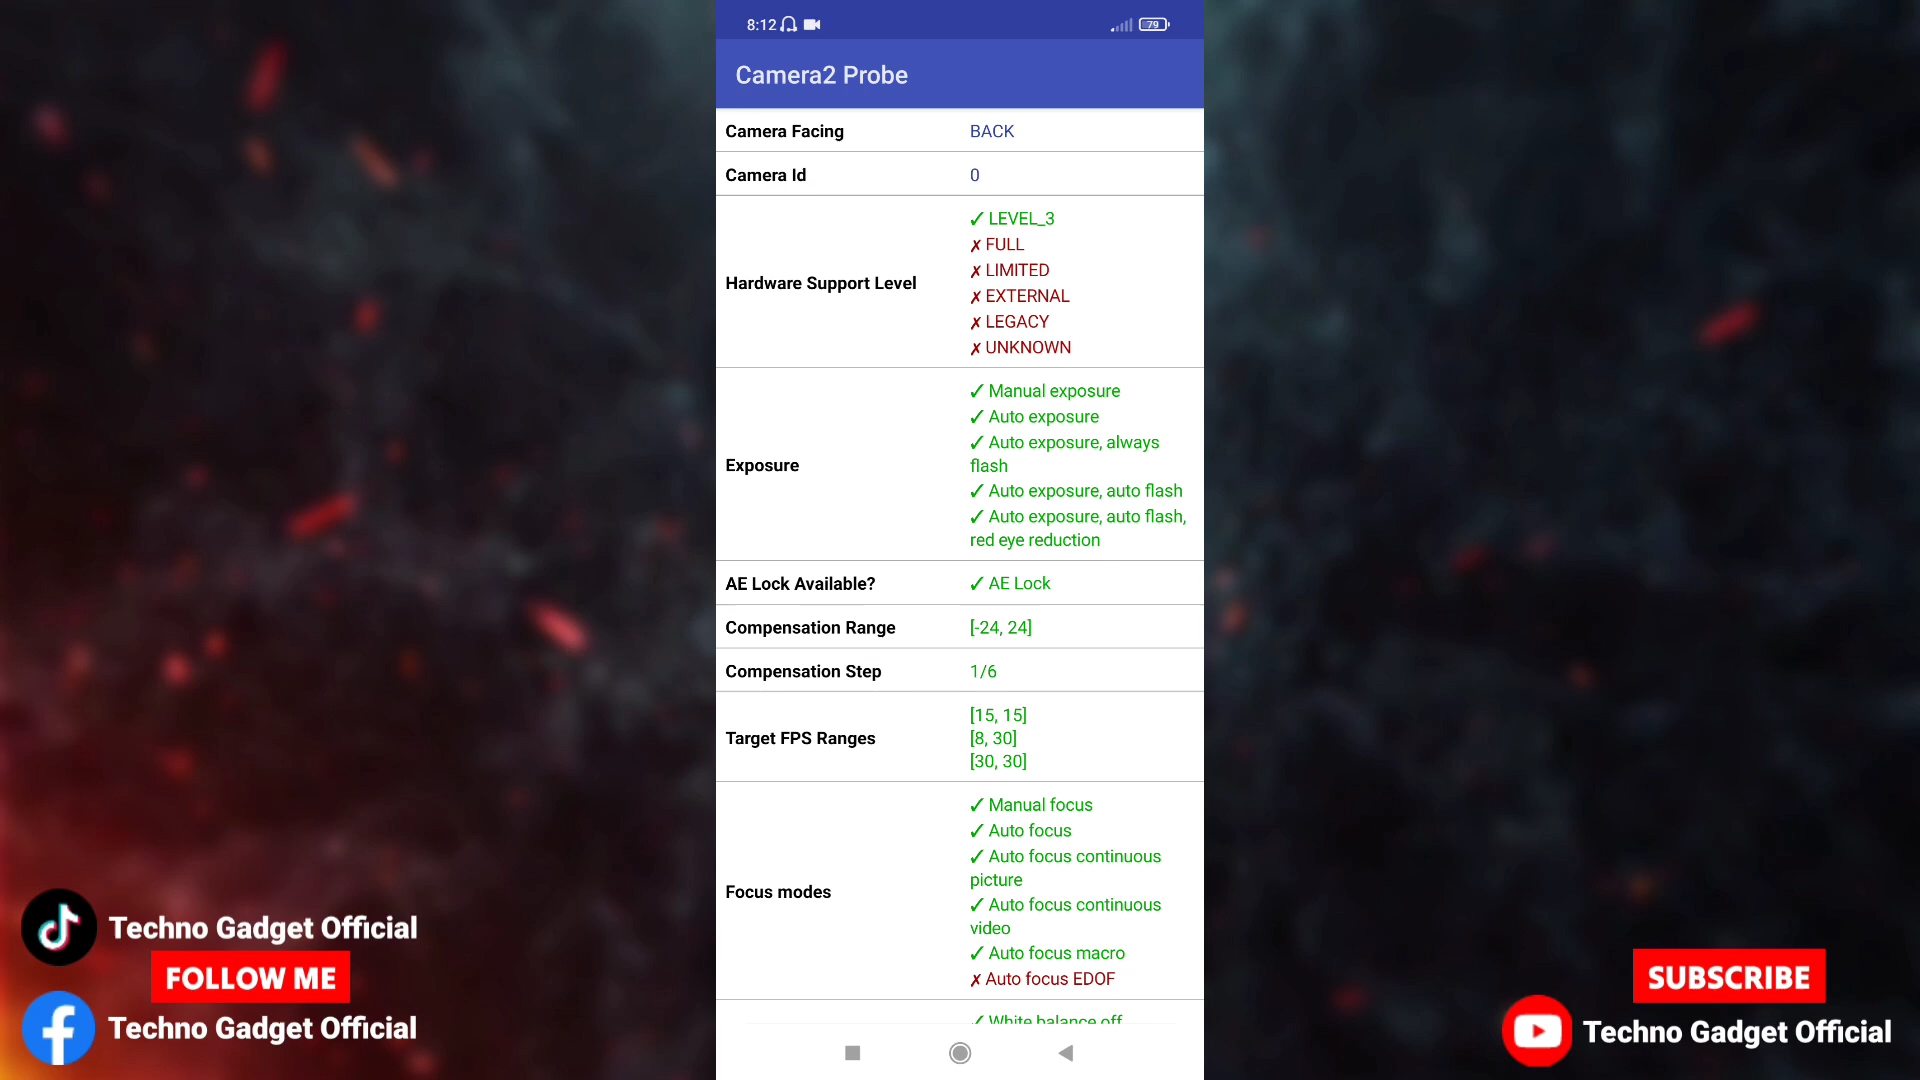 8:12
79
Camera2 Probe
Camera Facing BACK
Camera Id 0
Hardware Support Level
✓ LEVEL_3
✗ FULL
✗ LIMITED
✗ EXTERNAL
✗ LEGACY
✗ UNKNOWN
Exposure
✓ Manual exposure
✓ Auto exposure
✓ Auto exposure, always
flash
✓ Auto exposure, auto flash
✓ Auto exposure, auto flash,
red eye reduction
AE Lock Available? ✓ AE Lock
Compensation Range [-24, 24]
Compensation Step 1/6
Target FPS Ranges
[15, 15]
[8, 30]
[30, 30]
Focus modes
✓ Manual focus
✓ Auto focus
✓ Auto focus continuous
picture
✓ Auto focus continuous
video
✓ Auto focus macro
✗ Auto focus EDOF
✓ White balance off
Techno Gadget Official
FOLLOW ME
Techno Gadget Official
SUBSCRIBE
Techno Gadget Official